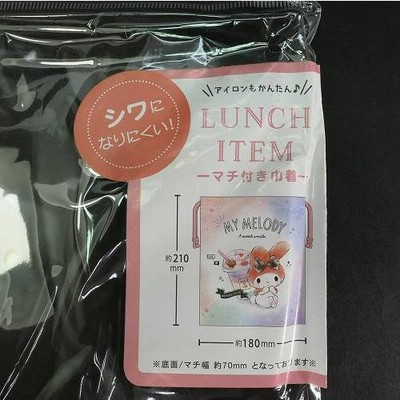 シワに
なりにくい!
アイロンもかんたん♪
LUNCH
ITEM
〜マチ付き巾着〜
MY MELODY
約210
mm
約180mm
※底面/マチ幅 約70mm となっております※